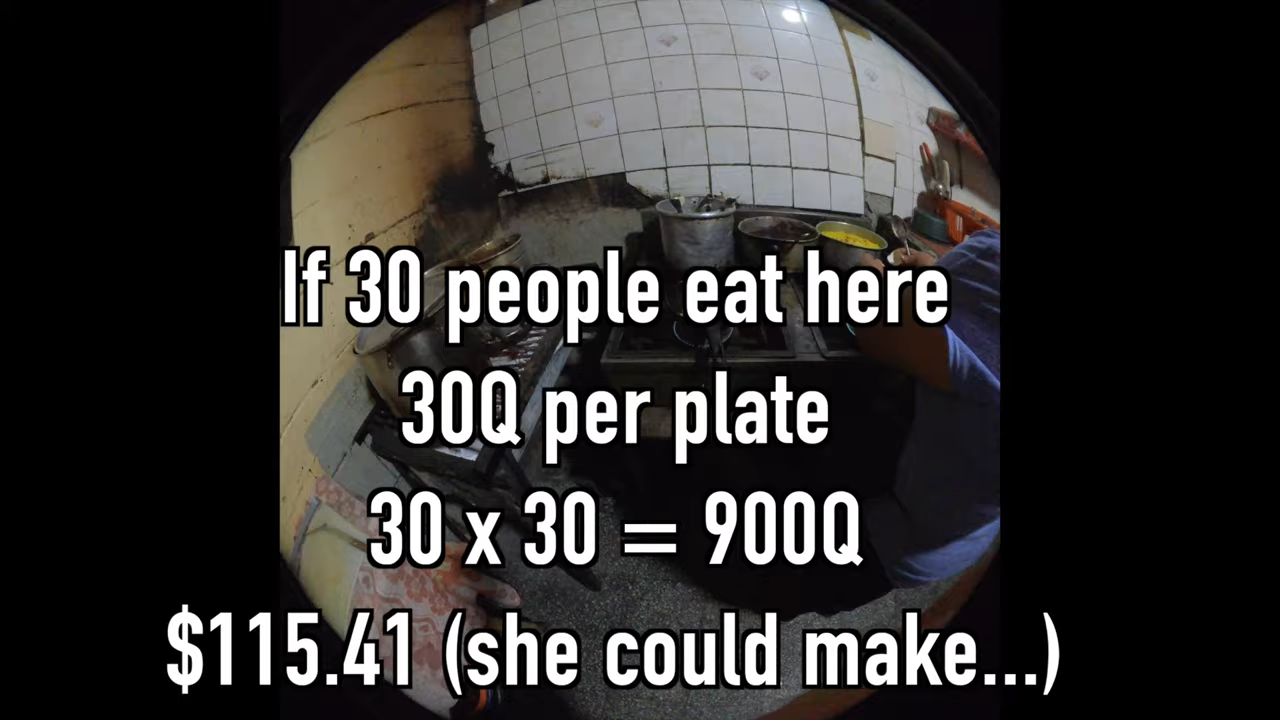 If 30 people eat here
30Q per plate
30 x 30 = 900Q
$115.41 (she could make...)